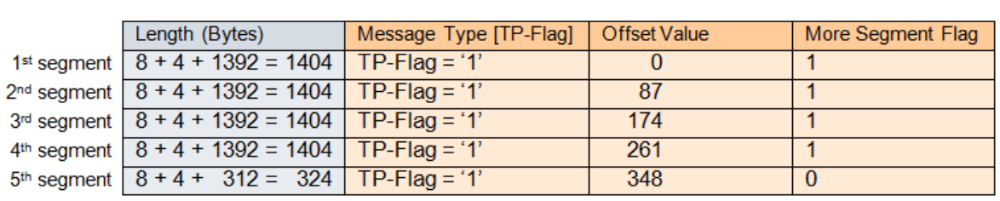 Length (Bytes) Message Type [TP-Flag] Offset Value More Segment Flag
1st segment 8 + 4 + 1392 = 1404 TP-Flag = ‘1’ 0 1
2nd segment 8 + 4 + 1392 = 1404 TP-Flag = ‘1’ 87 1
3rd segment 8 + 4 + 1392 = 1404 TP-Flag = ‘1’ 174 1
4th segment 8 + 4 + 1392 = 1404 TP-Flag = ‘1’ 261 1
5th segment 8 + 4 + 312 = 324 TP-Flag = ‘1’ 348 0